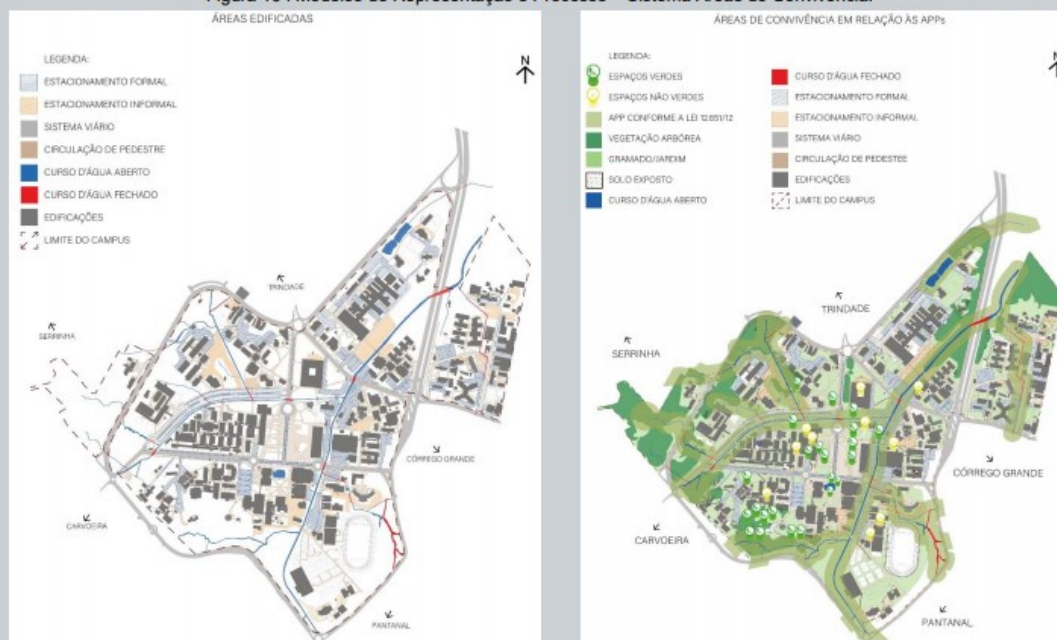 ÁREAS EDIFICADAS
LEGENDA:
ESTACIONAMENTO FORMAL
ESTACIONAMENTO INFORMAL
SISTEMA VIÁRIO
CIRCULAÇÃO DE PEDESTRE
CURSO D'ÁGUA ABERTO
CURSO D'ÁGUA FECHADO
EDIFICAÇÕES
LIMITE DO CAMPUS
N
TRINDADE
SERRINHA
CÓRREGO GRANDE
CARVOEIRA
PANTANAL
ÁREAS DE CONVIVÊNCIA EM RELAÇÃO ÀS APPs
LEGENDA:
ESPAÇOS VERDES
ESPAÇOS NÃO VERDES
APP CONFORME A LEI 12.651/12
VEGETAÇÃO ARBÓREA
GRAMADO/JARDIM
SOLO EXPOSTO
CURSO D'ÁGUA ABERTO
CURSO D'ÁGUA FECHADO
ESTACIONAMENTO FORMAL
ESTACIONAMENTO INFORMAL
SISTEMA VIÁRIO
CIRCULAÇÃO DE PEDESTEE
EDIFICAÇÕES
LIMITE DO CAMPUS
N
TRINDADE
SERRINHA
CÓRREGO GRANDE
CARVOEIRA
PANTANAL